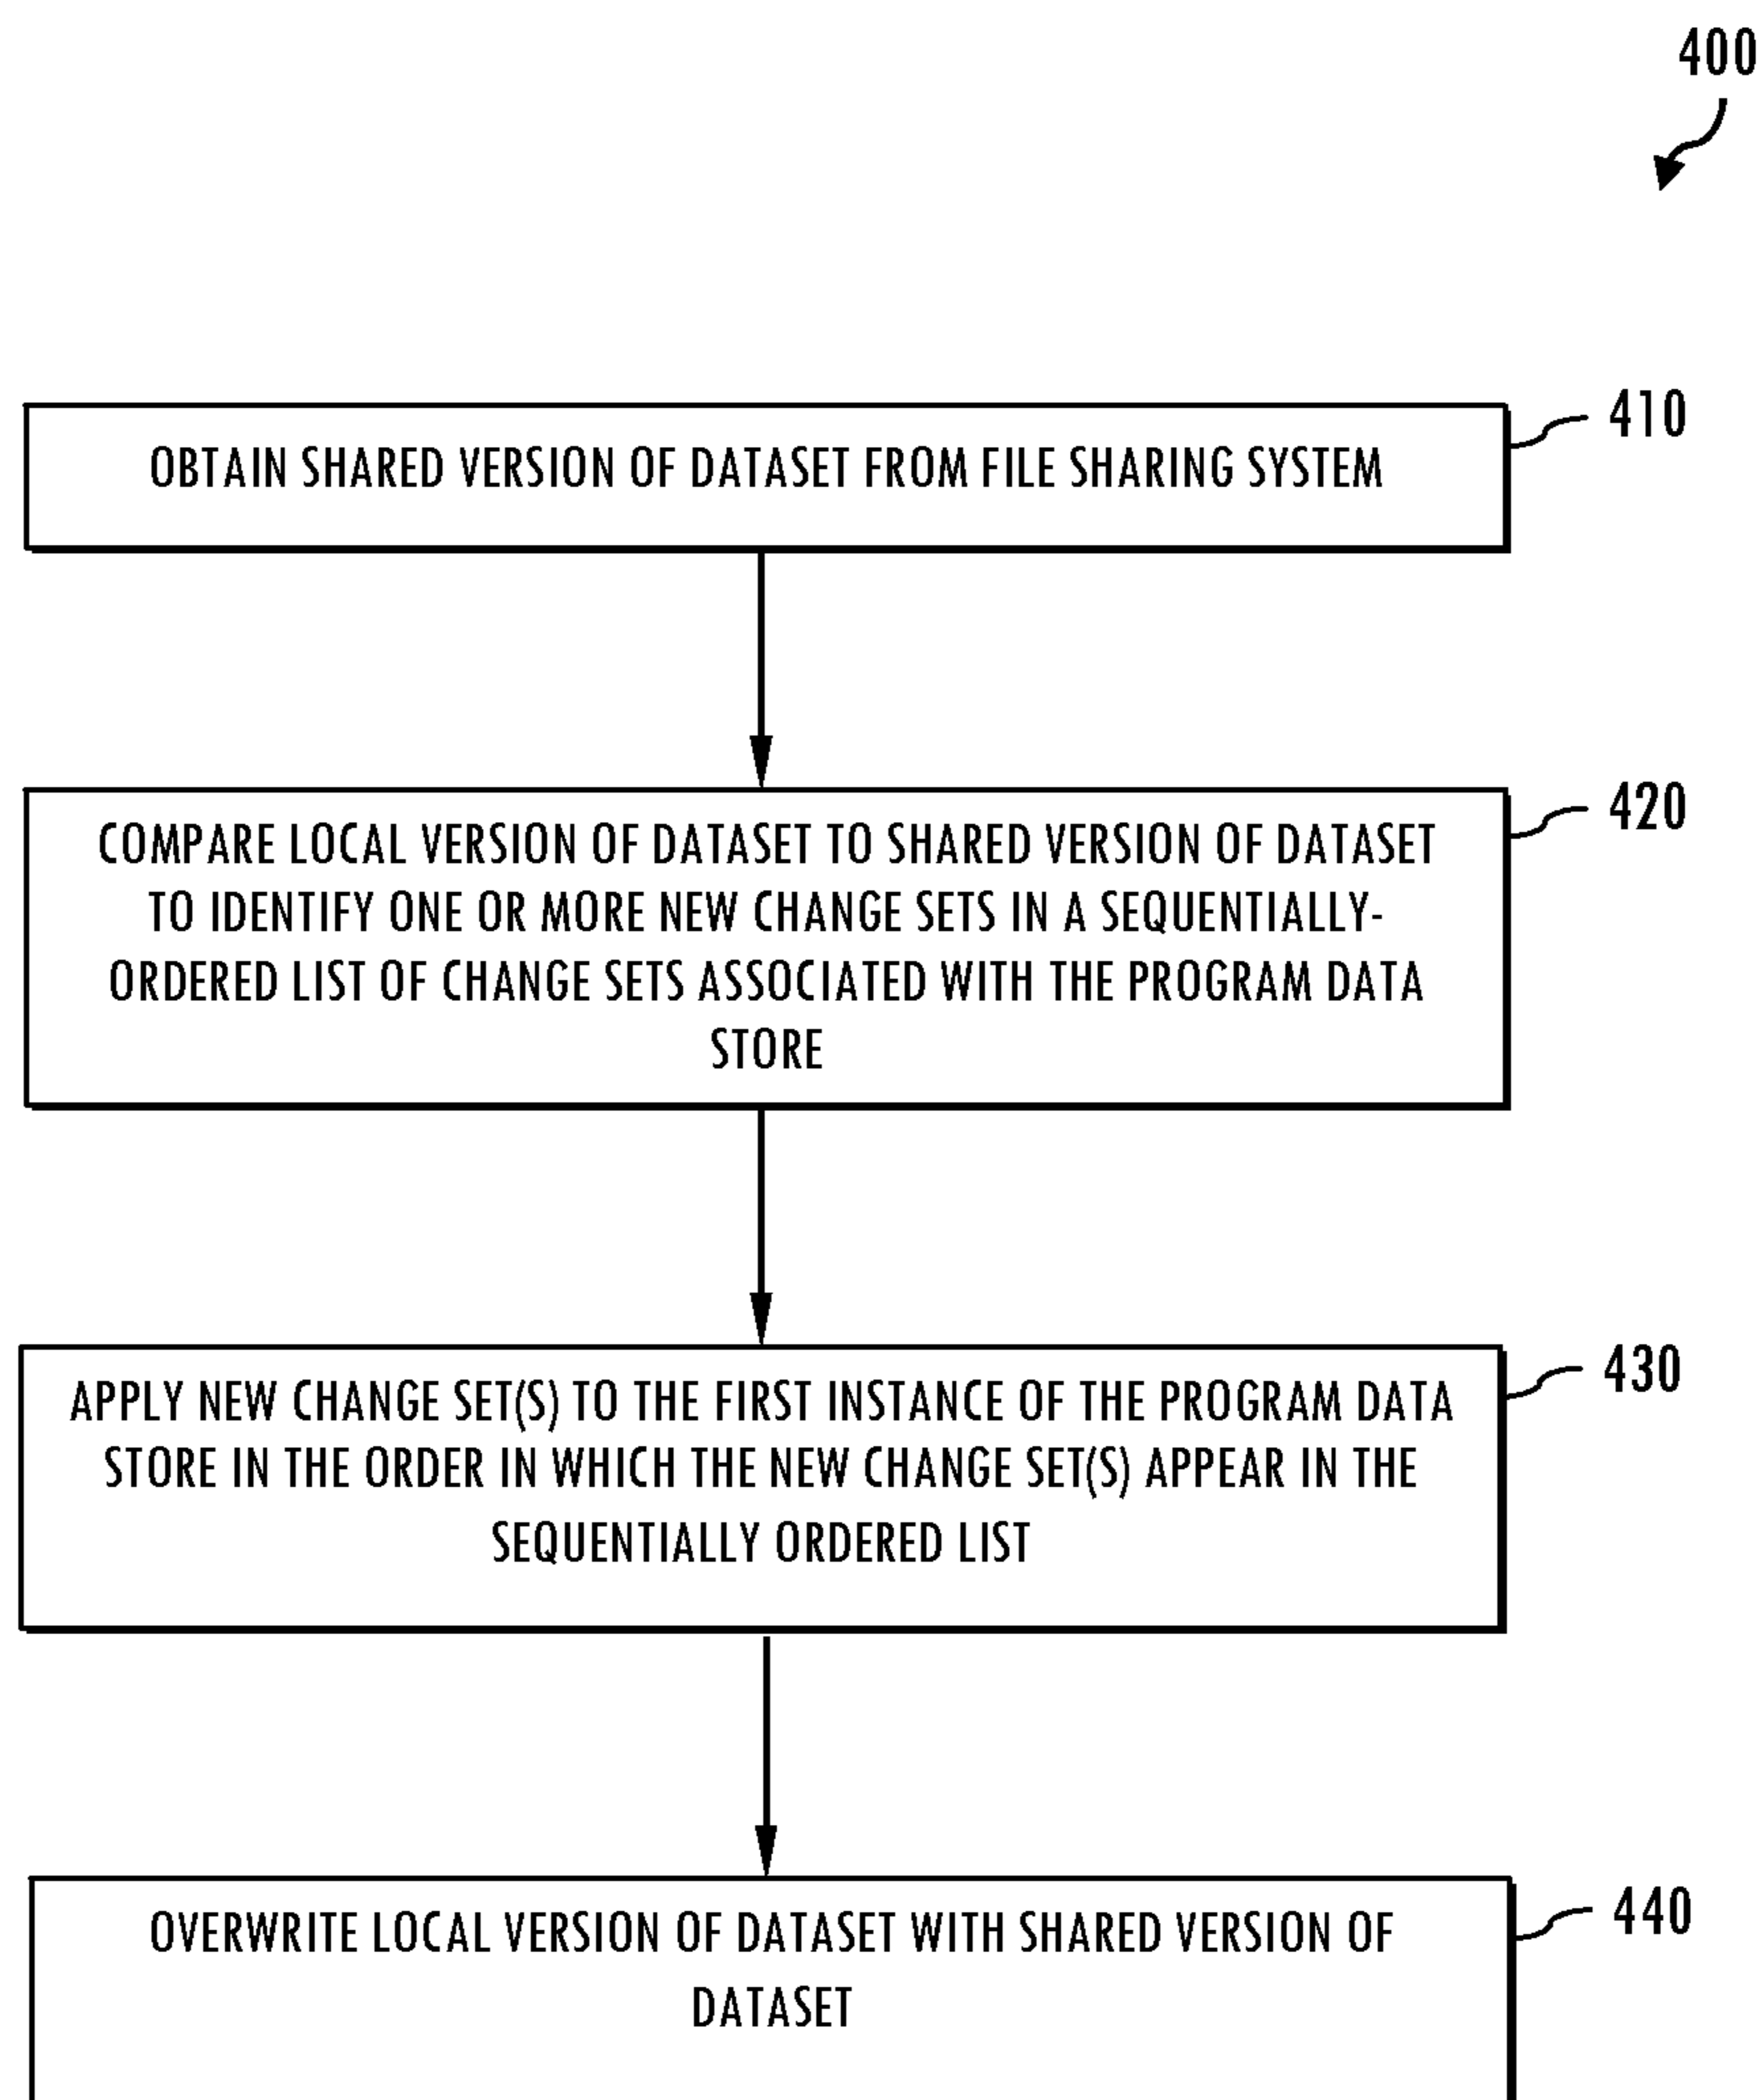 400
OBTAIN SHARED VERSION OF DATASET FROM FILE SHARING SYSTEM
410
COMPARE LOCAL VERSION OF DATASET TO SHARED VERSION OF DATASET
TO IDENTIFY ONE OR MORE NEW CHANGE SETS IN A SEQUENTIALLY-
ORDERED LIST OF CHANGE SETS ASSOCIATED WITH THE PROGRAM DATA
STORE
420
APPLY NEW CHANGE SET(S) TO THE FIRST INSTANCE OF THE PROGRAM DATA
STORE IN THE ORDER IN WHICH THE NEW CHANGE SET(S) APPEAR IN THE
SEQUENTIALLY ORDERED LIST
430
OVERWRITE LOCAL VERSION OF DATASET WITH SHARED VERSION OF
DATASET
440